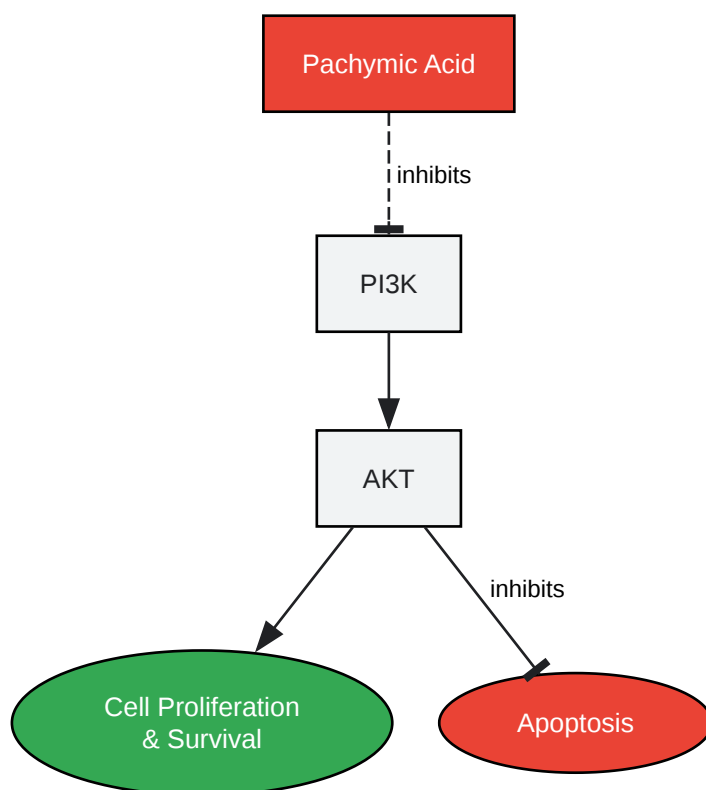 Pachymic Acid
inhibits
PI3K
AKT
inhibits
Cell Proliferation
& Survival
Apoptosis